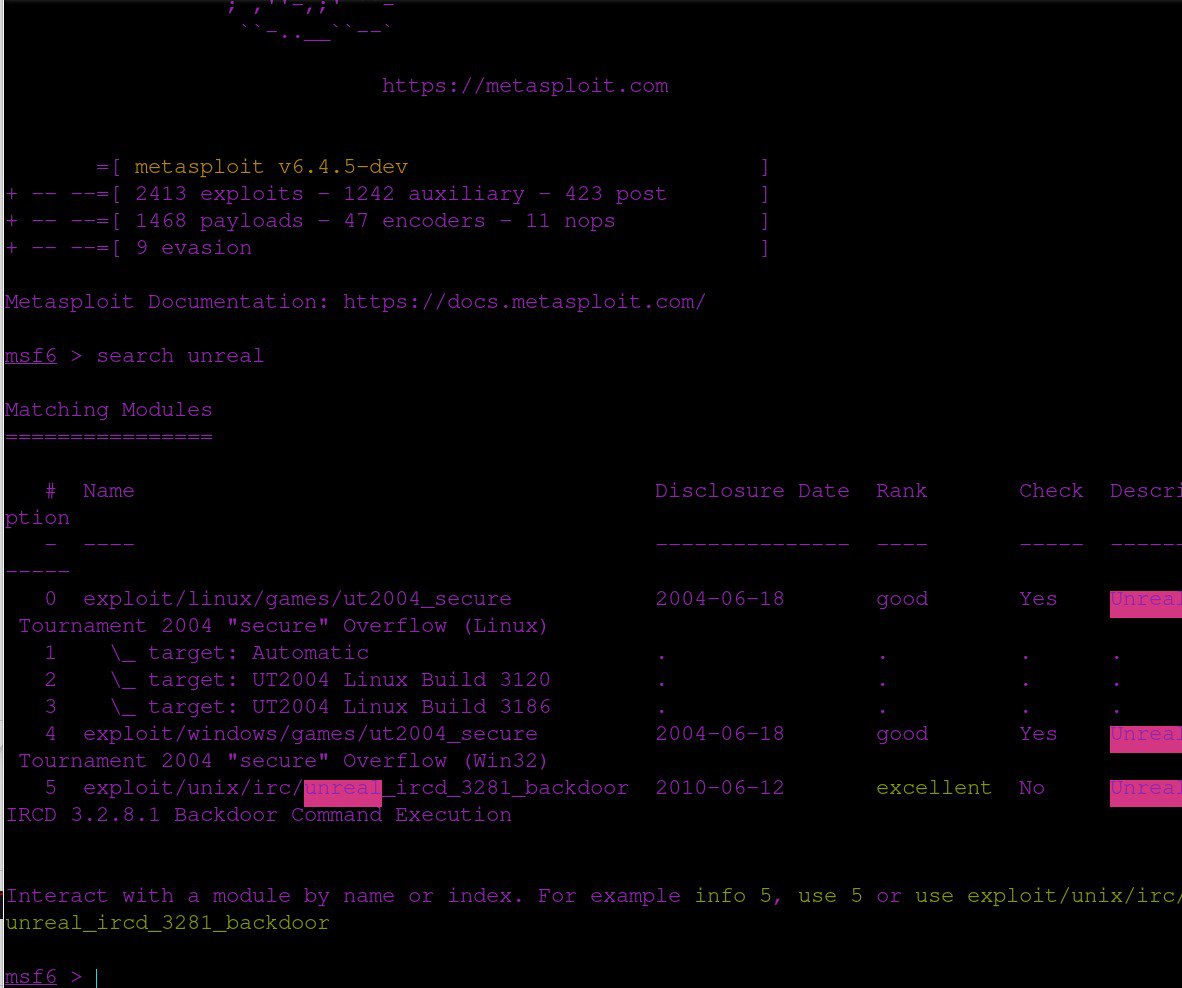 ; ,''-,;' ``-
``-..__``--`
https://metasploit.com
=[ metasploit v6.4.5-dev ]
+ -- --=[ 2413 exploits - 1242 auxiliary - 423 post ]
+ -- --=[ 1468 payloads - 47 encoders - 11 nops ]
+ -- --=[ 9 evasion ]
Metasploit Documentation: https://docs.metasploit.com/
msf6 > search unreal
Matching Modules
================
# Name Disclosure Date Rank Check Descri
ption
- ---- --------------- ---- ----- ------
-----
0 exploit/linux/games/ut2004_secure 2004-06-18 good Yes Unreal
Tournament 2004 "secure" Overflow (Linux)
1 \_ target: Automatic . . . .
2 \_ target: UT2004 Linux Build 3120 . . . .
3 \_ target: UT2004 Linux Build 3186 . . . .
4 exploit/windows/games/ut2004_secure 2004-06-18 good Yes Unreal
Tournament 2004 "secure" Overflow (Win32)
5 exploit/unix/irc/unreal_ircd_3281_backdoor 2010-06-12 excellent No Unreal
IRCD 3.2.8.1 Backdoor Command Execution
Interact with a module by name or index. For example info 5, use 5 or use exploit/unix/irc/
unreal_ircd_3281_backdoor
msf6 >